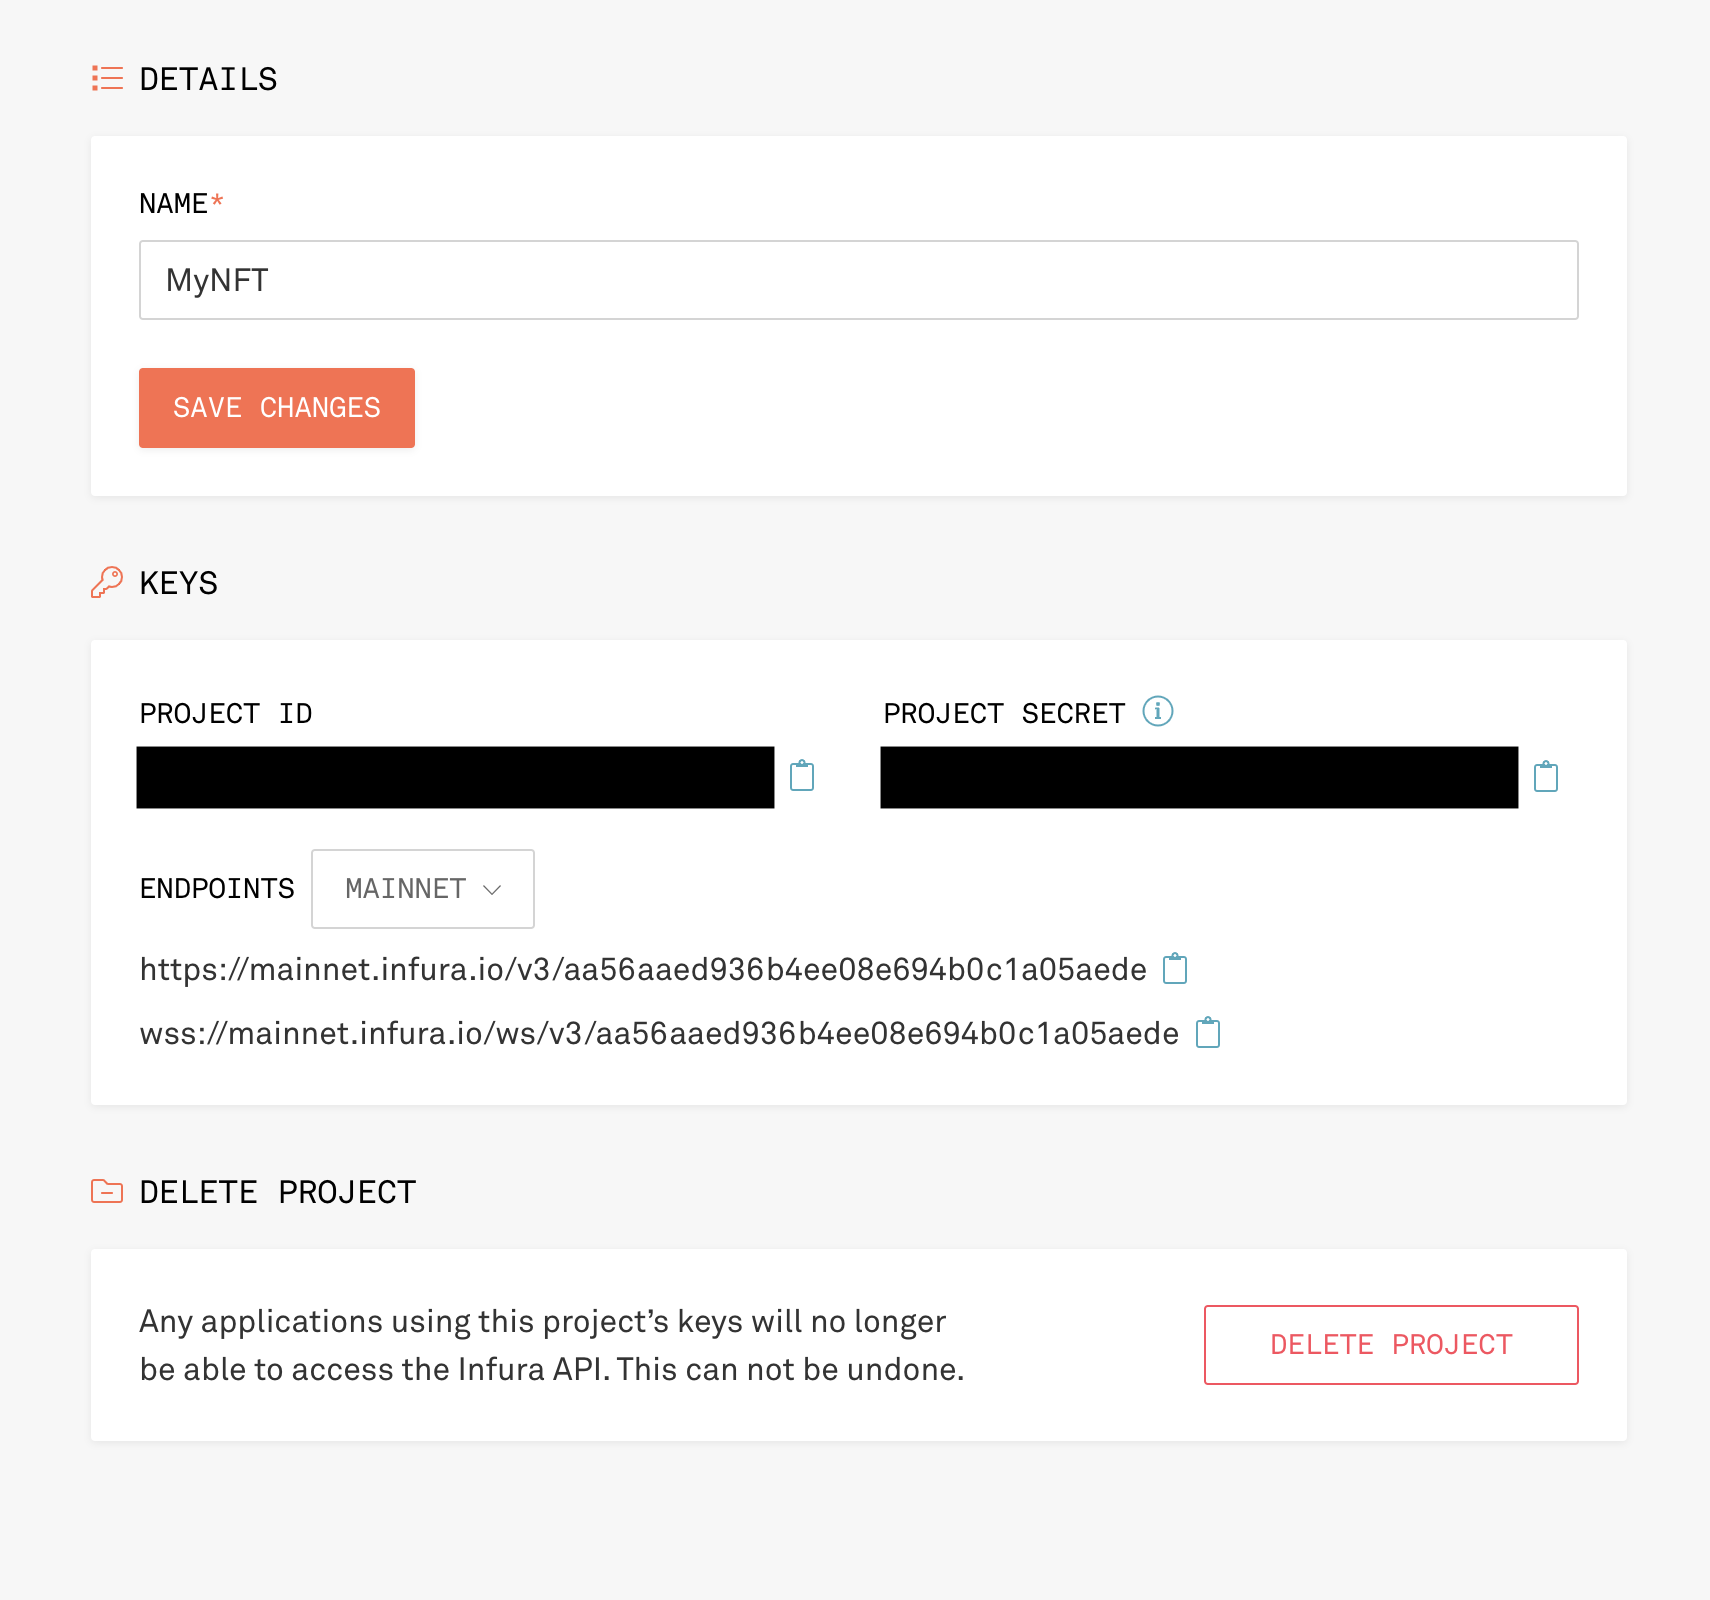 DETAILS
NAME*
MyNFT
SAVE CHANGES
KEYS
PROJECT ID
PROJECT SECRET
ENDPOINTS MAINNET
https://mainnet.infura.io/v3/aa56aaed936b4ee08e694b0c1a05aede
wss://mainnet.infura.io/ws/v3/aa56aaed936b4ee08e694b0c1a05aede
DELETE PROJECT
Any applications using this project’s keys will no longer
be able to access the Infura API. This can not be undone.
DELETE PROJECT